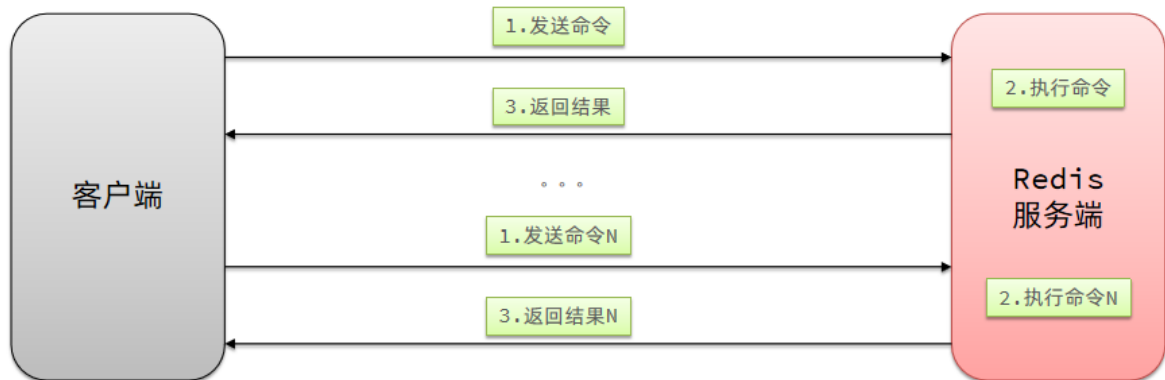 1.发送命令
2.执行命令
3.返回结果
客户端
。。。
Redis
服务端
1.发送命令N
2.执行命令N
3.返回结果N